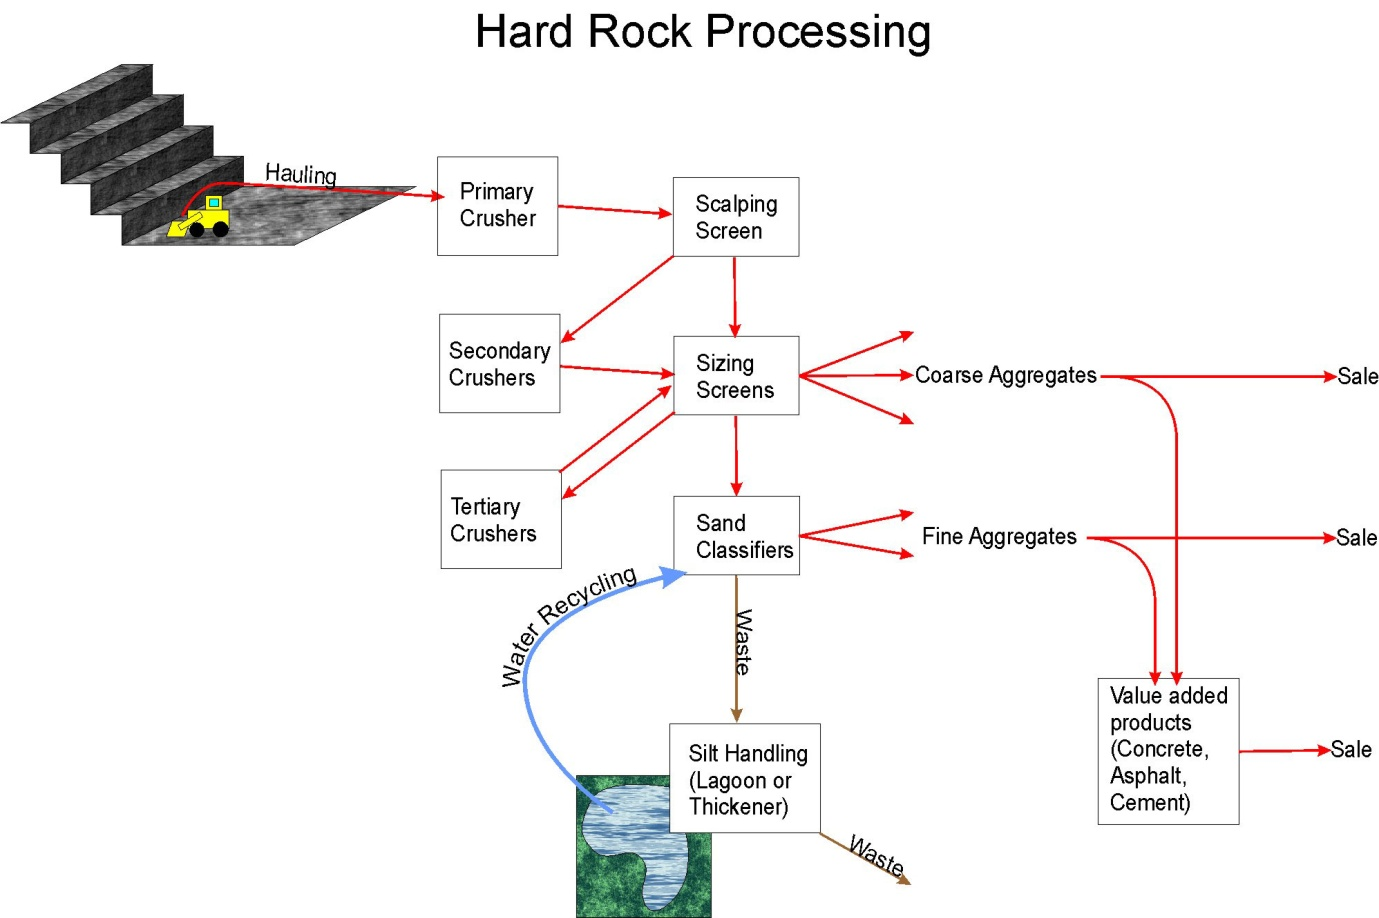 Hard Rock Processing
Hauling
Primary
Crusher
Scalping
Screen
Secondary
Crushers
Sizing
Screens
Coarse Aggregates
Sale
Tertiary
Crushers
Sand
Classifiers
Fine Aggregates
Sale
Water Recycling
Waste
Value added
products
(Concrete,
Asphalt,
Cement)
Sale
Silt Handling
(Lagoon or
Thickener)
Waste